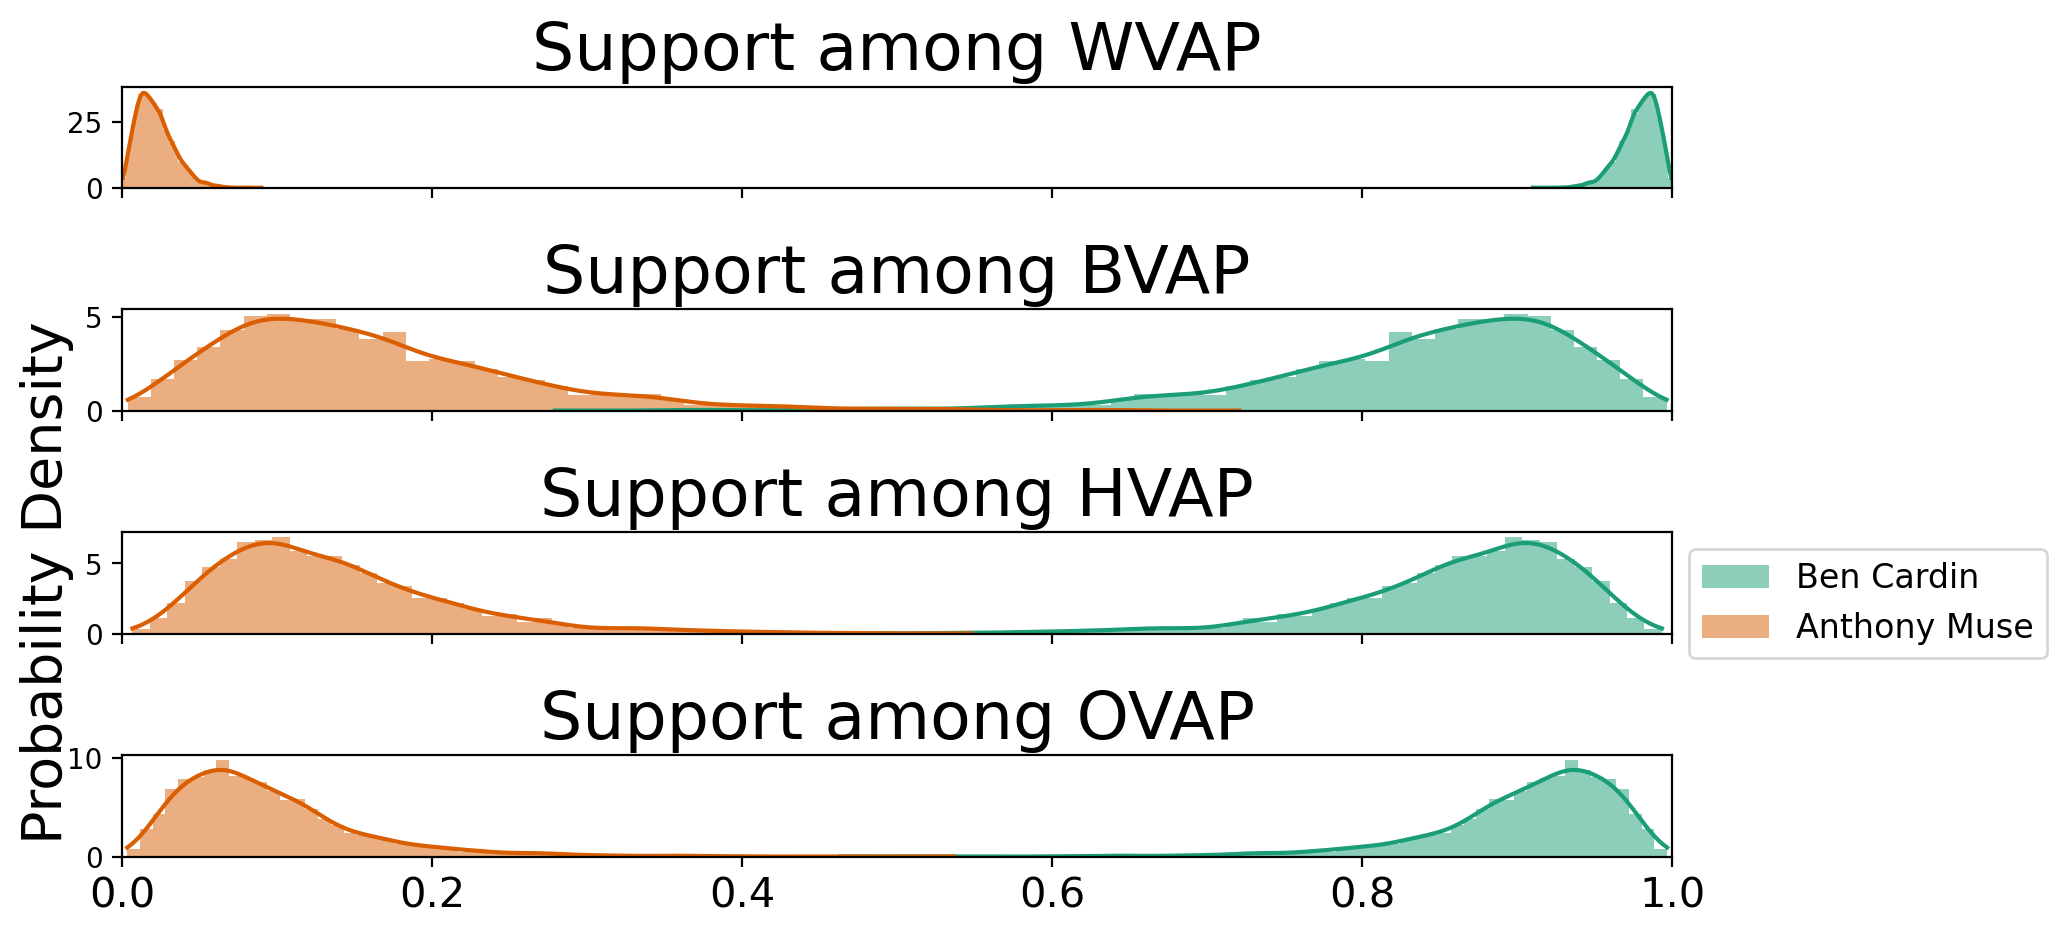 Support among WVAP
25
0
Support among BVAP
5
0
Support among HVAP
5
0
Support among OVAP
10
0
0.0 0.2 0.4 0.6 0.8 1.0
Probability Density
Ben Cardin
Anthony Muse